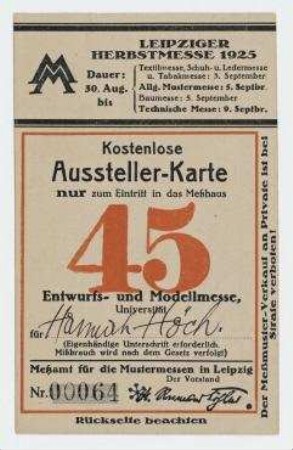 MM
LEIPZIGER
HERBSTMESSE 1925
Dauer:
30. Aug.
bis
Textilmesse, Schuh- u. Ledermesse
u. Tabakmesse: 3. September
Allg. Mustermesse: 5. Septbr.
Baumesse: 5. September
Technische Messe: 9. Septbr.
Kostenlose
Aussteller-Karte
nur zum Eintritt in das Meßhaus
45
Entwurfs- und Modellmesse,
Universität
für Hannah Höch.
(Eigenhändige Unterschrift erforderlich.
Mißbrauch wird nach dem Gesetz verfolgt)
Meßamt für die Mustermessen in Leipzig
Der Vorstand
Nr. 00064
Rückseite beachten
Der Meßmuster-Verkauf an Private ist bei
Strafe verboten!